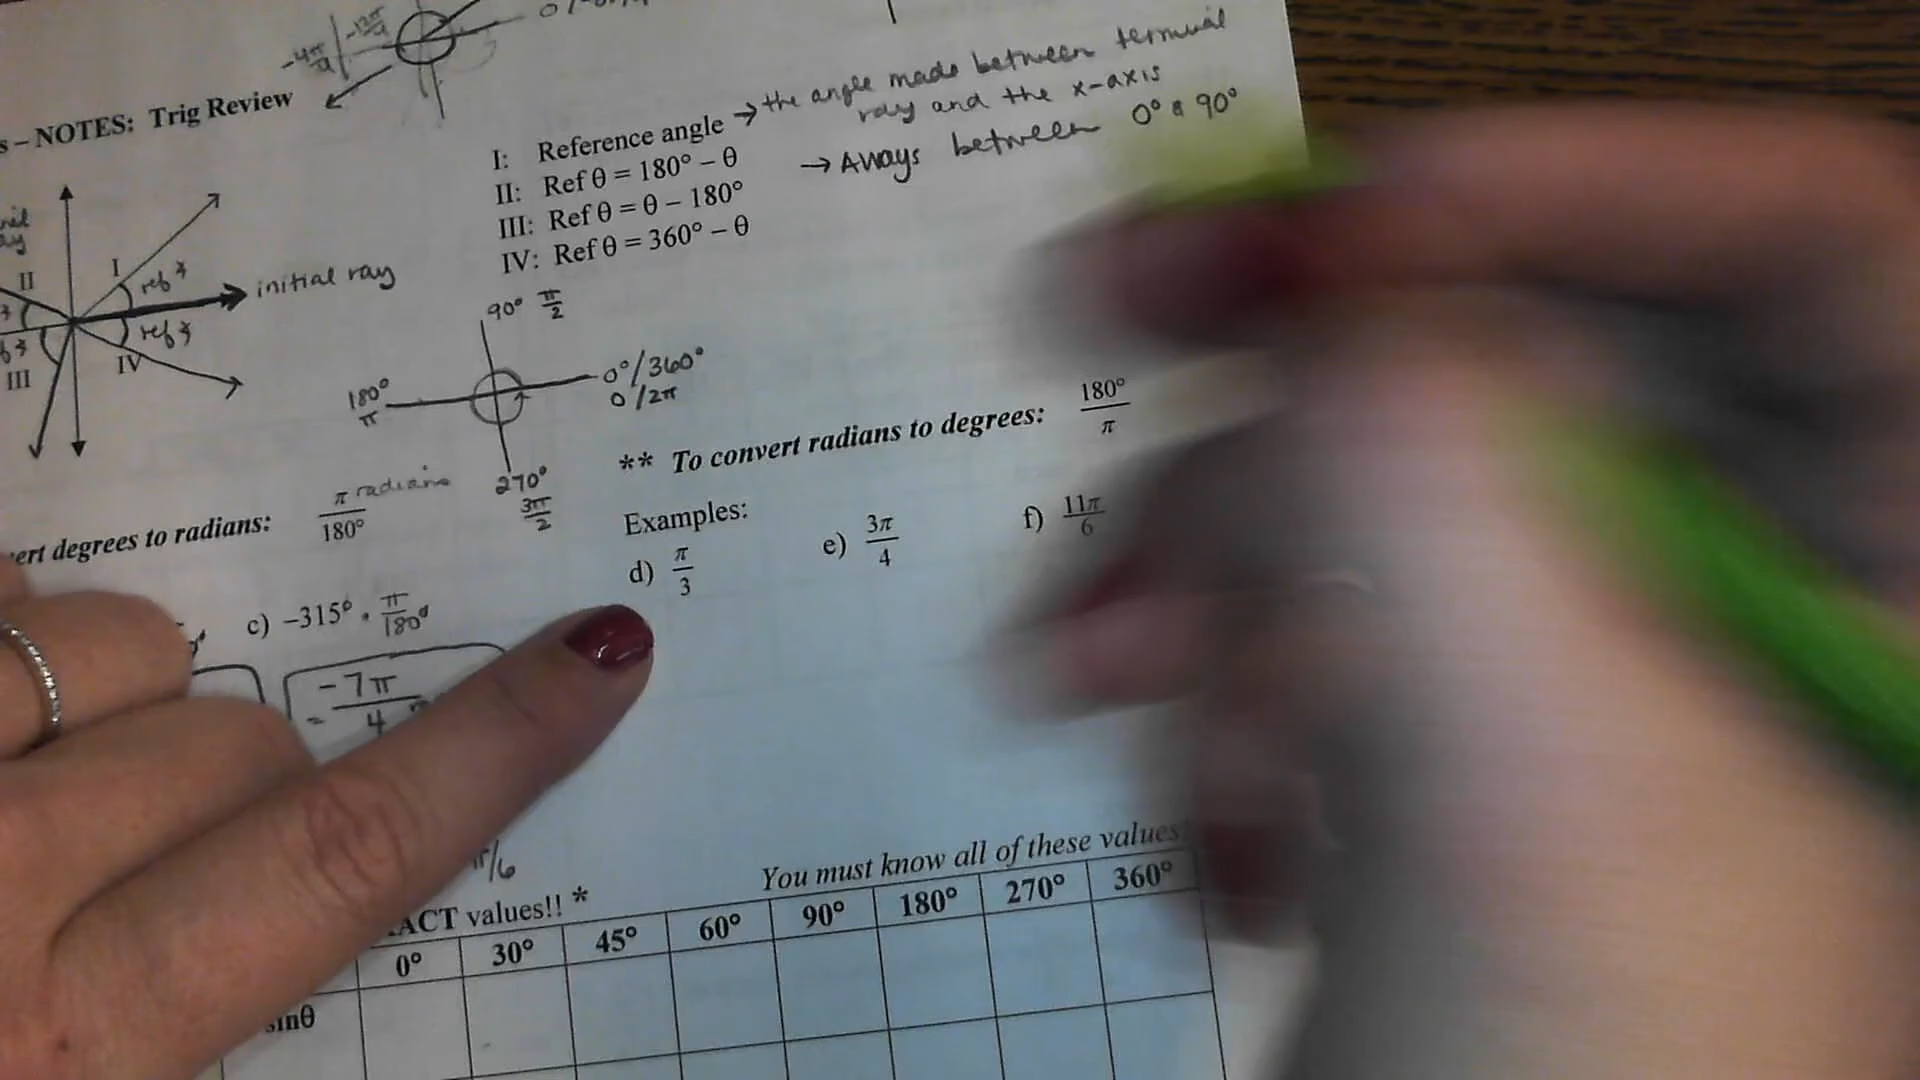 -4π/9
-13π/9
– NOTES: Trig Review
I: Reference angle → the angle made between terminal
ray and the x-axis
II: Ref θ = 180° – θ → Always between 0° & 90°
III: Ref θ = θ – 180°
IV: Ref θ = 360° – θ
II
I
ref ∡
initial ray
ref ∡
IV
III
90° π/2
180°
π
0°/360°
0/2π
270°
3π/2
** To convert radians to degrees: 180°/π
degrees to radians: π radians/180°
Examples:
d) π/3 e) 3π/4 f) 11π/6
c) -315° · π/180°
= -7π/4
π/6
You must know all of these values
values!! *
0° 30° 45° 60° 90° 180° 270° 360°
sinθ